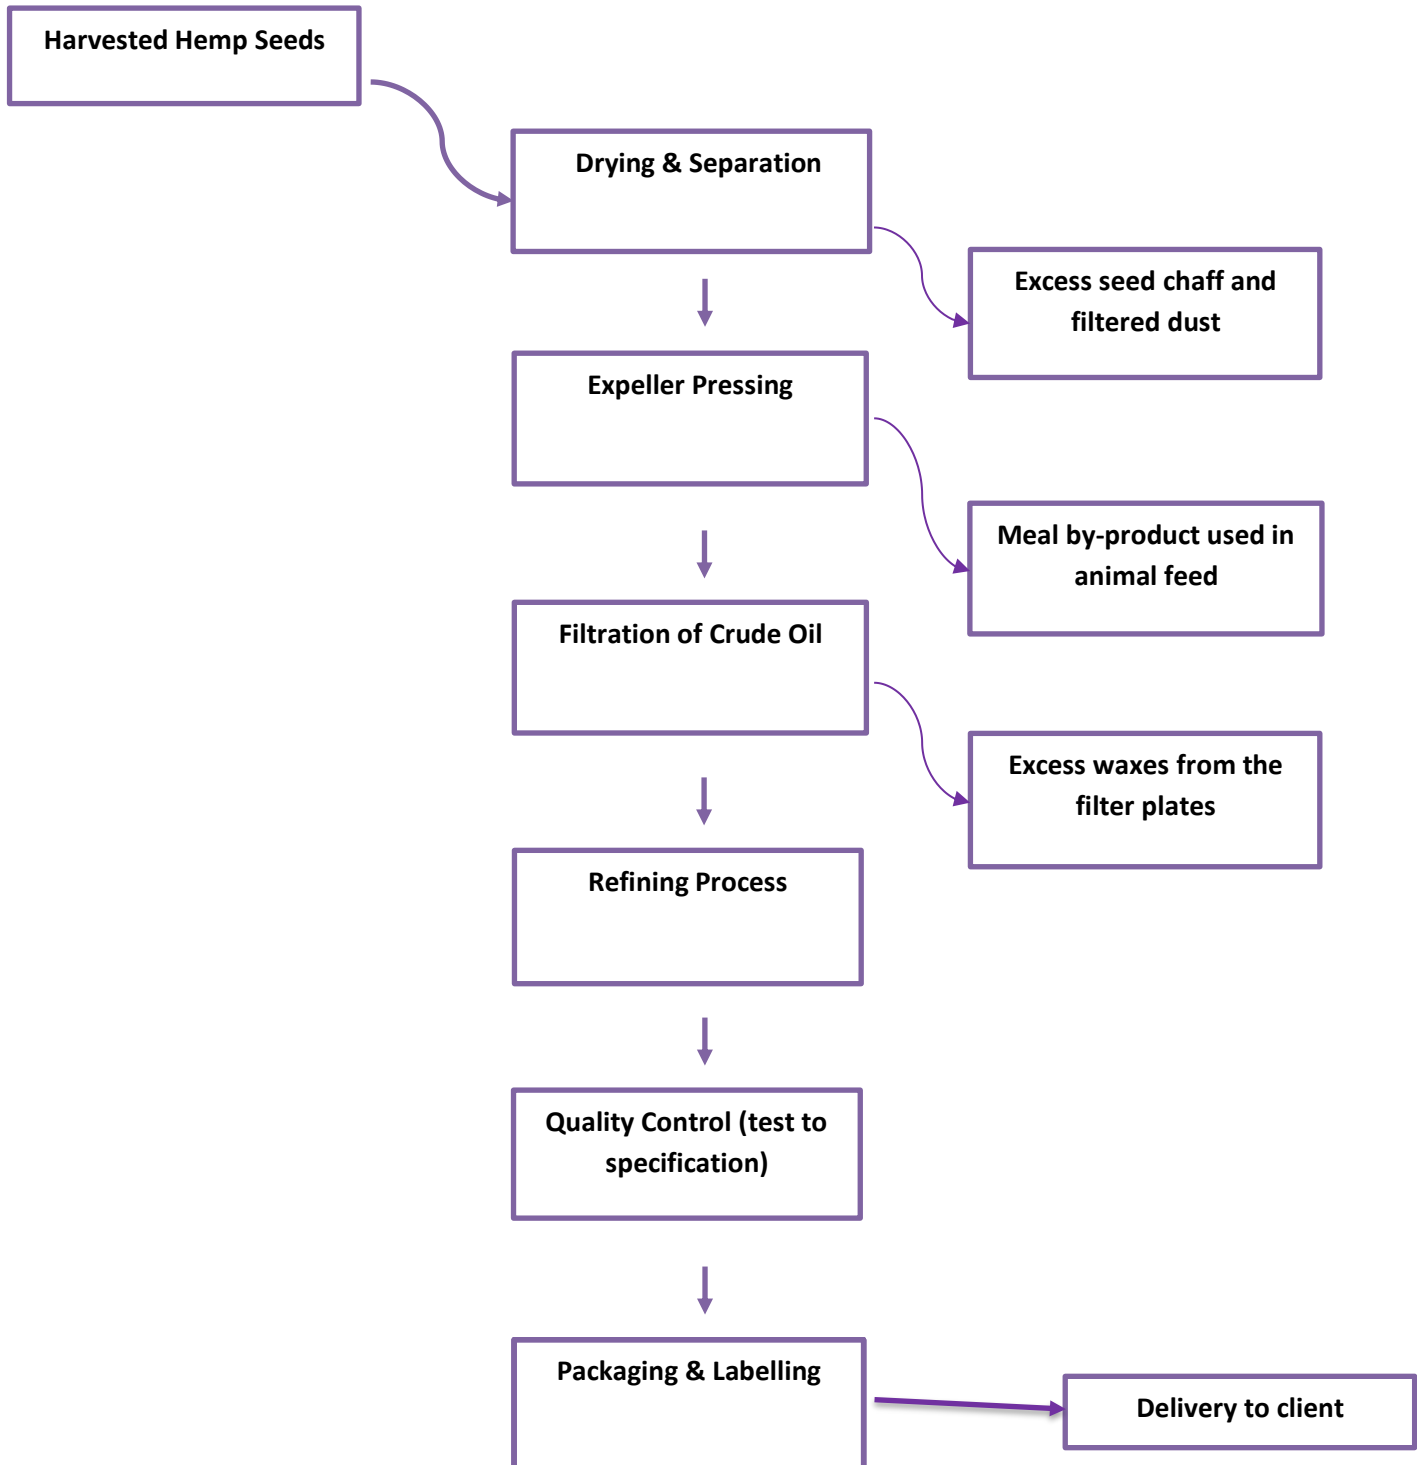 Harvested Hemp Seeds
Drying & Separation
Excess seed chaff and
filtered dust
Expeller Pressing
Meal by-product used in
animal feed
Filtration of Crude Oil
Excess waxes from the
filter plates
Refining Process
Quality Control (test to
specification)
Packaging & Labelling
Delivery to client